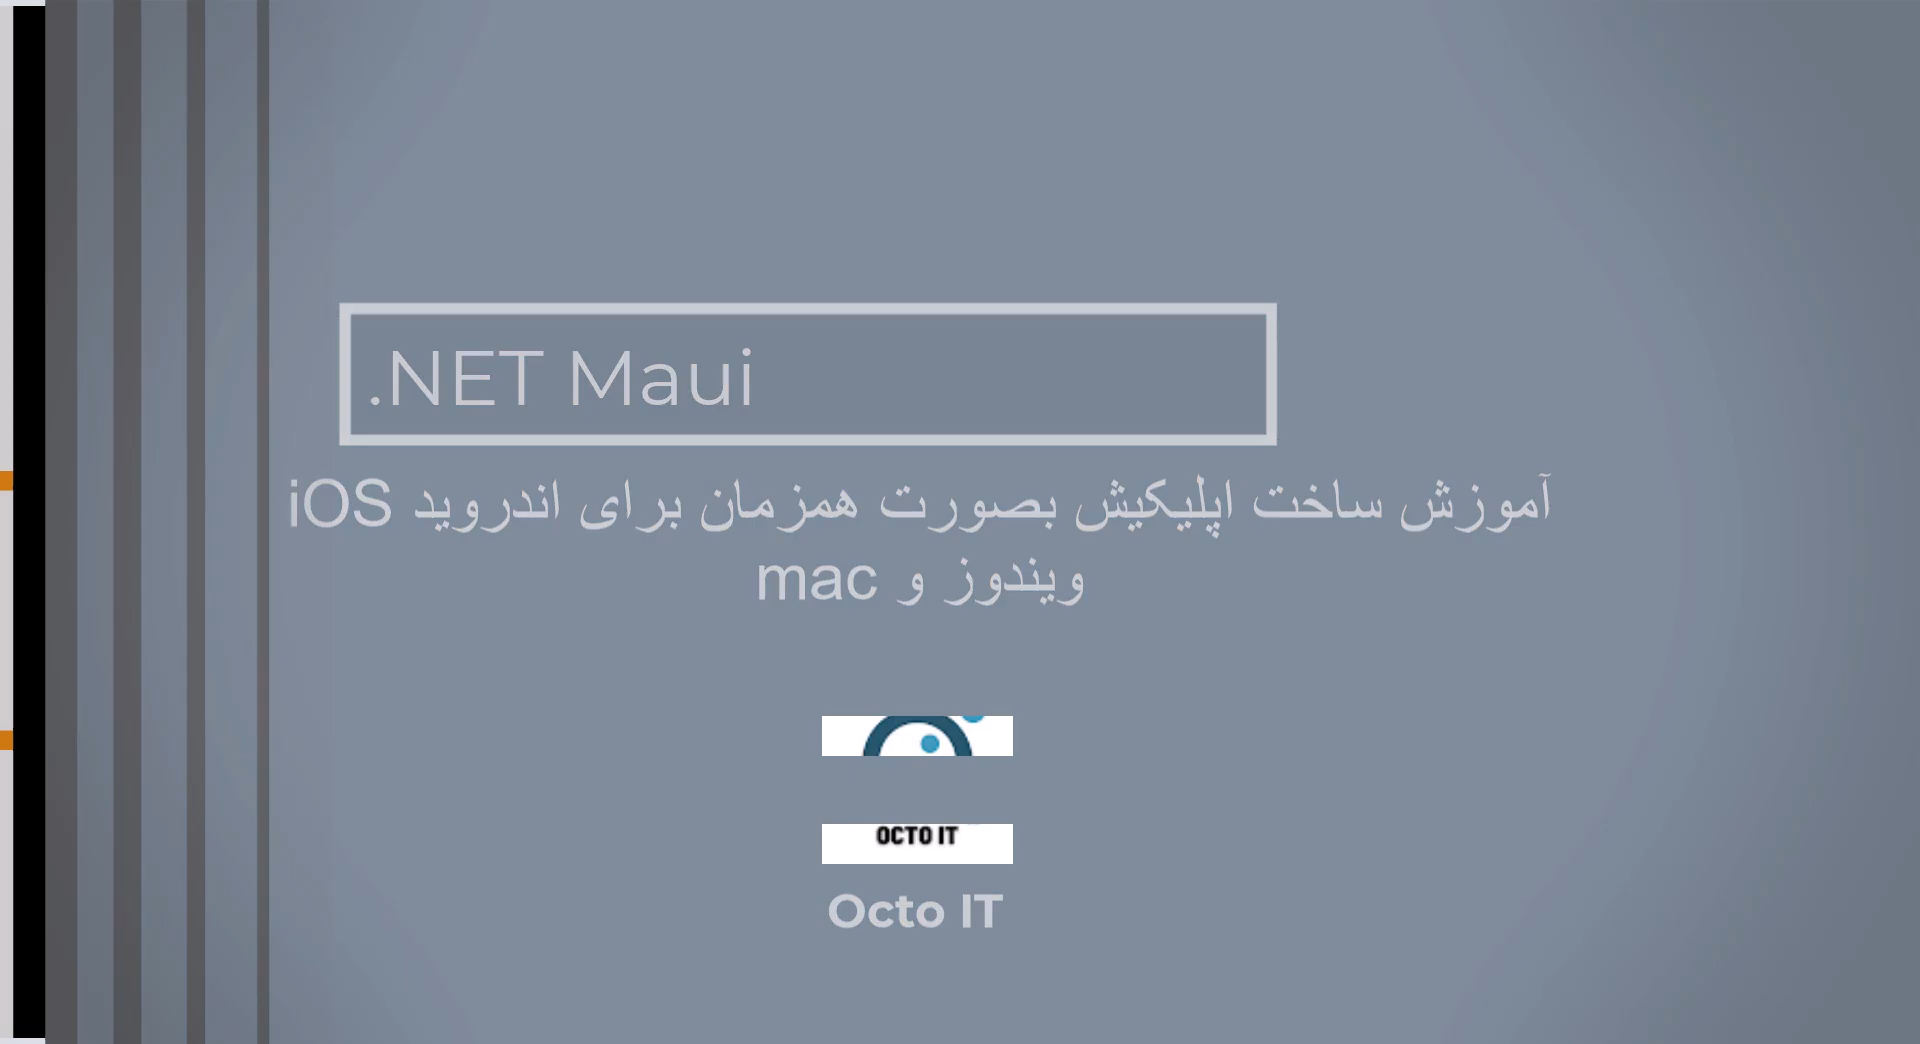 .NET Maui
آموزش ساخت اپلیکیش بصورت همزمان برای اندروید iOS
ویندوز و mac
OCTO IT
Octo IT